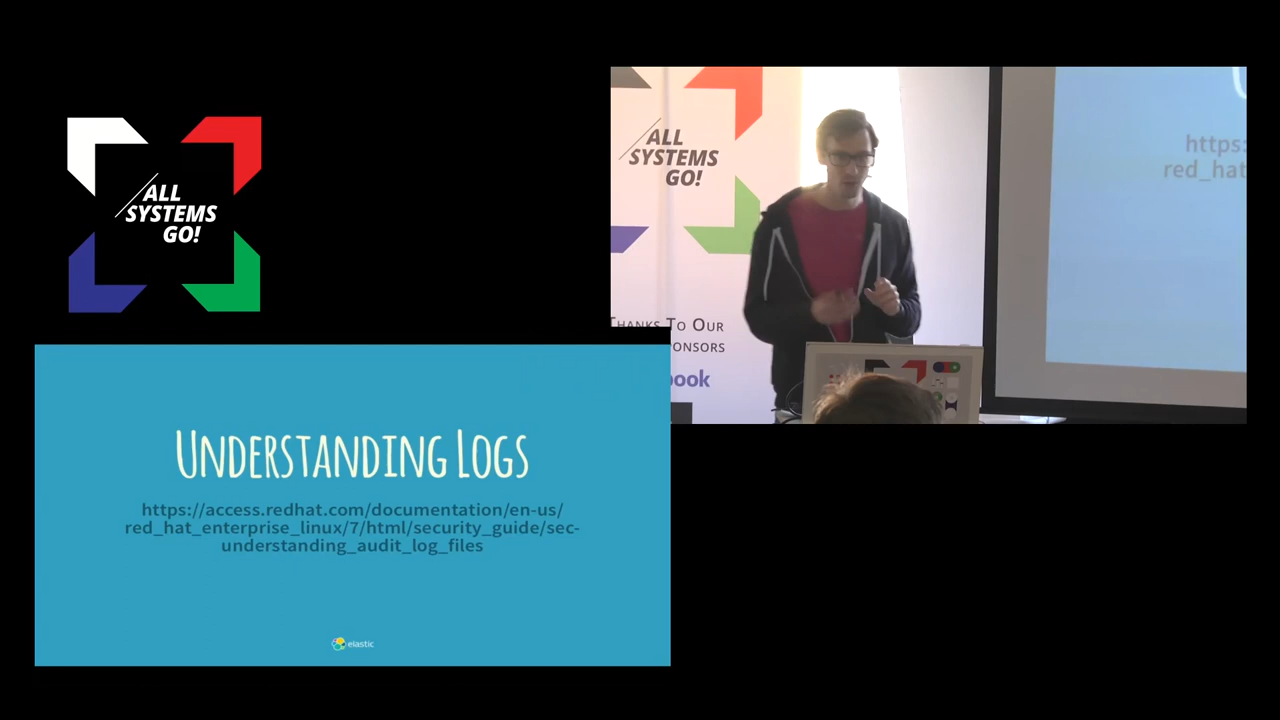 ALL
SYSTEMS
GO!
ALL
SYSTEMS
GO!
THANKS TO OUR
ONSORS
ook
https:
red_hat
UNDERSTANDING LOGS
https://access.redhat.com/documentation/en-us/
red_hat_enterprise_linux/7/html/security_guide/sec-
understanding_audit_log_files
elastic